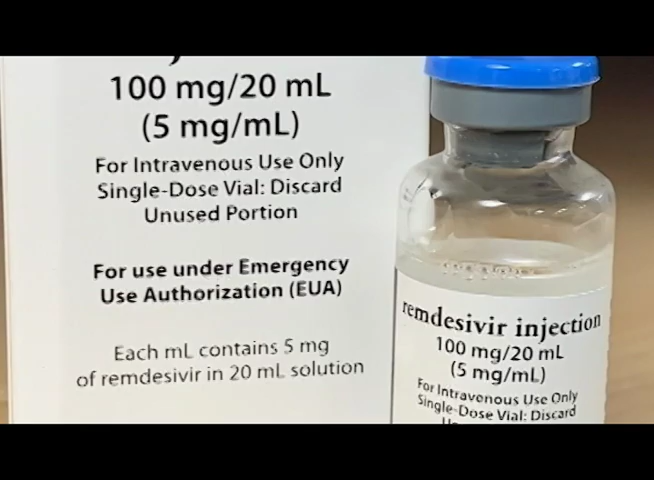 100 mg/20 mL
(5 mg/mL)
For Intravenous Use Only
Single-Dose Vial: Discard
Unused Portion
For use under Emergency
Use Authorization (EUA)
Each mL contains 5 mg
of remdesivir in 20 mL solution
remdesivir injection
100 mg/20 mL
(5 mg/mL)
For Intravenous Use Only
Single-Dose Vial: Discard